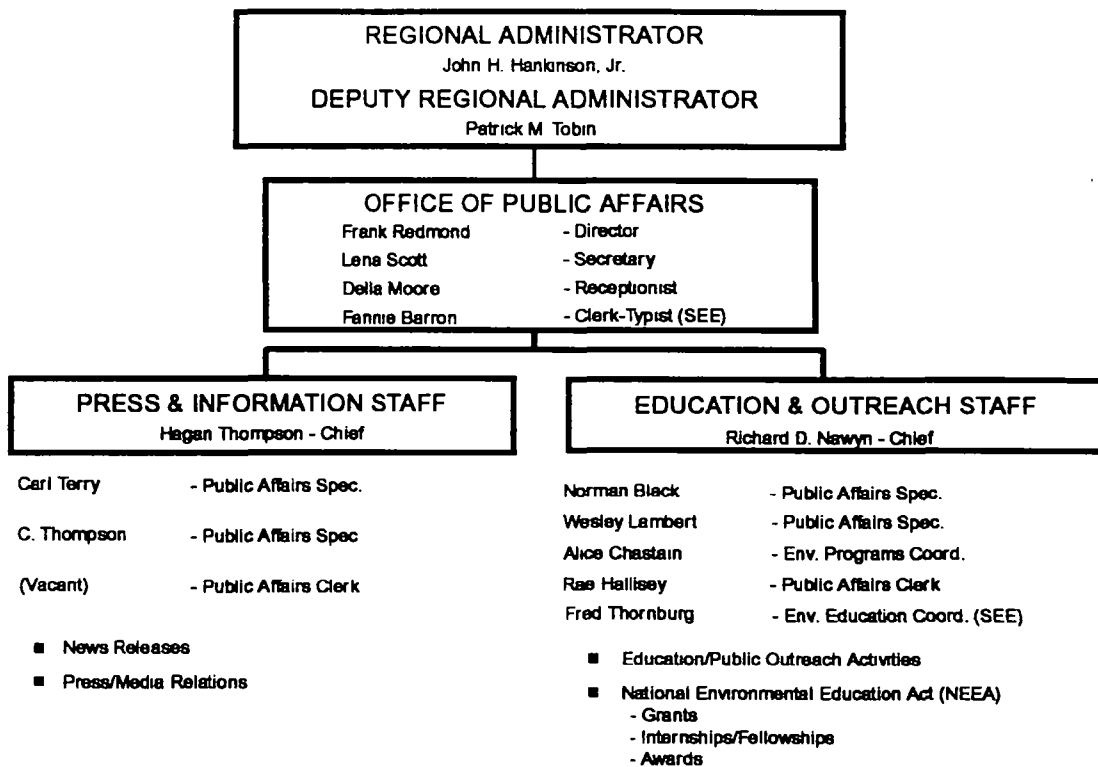 REGIONAL ADMINISTRATOR
John H. Hankinson, Jr.
DEPUTY REGIONAL ADMINISTRATOR
Patrick M Tobin
OFFICE OF PUBLIC AFFAIRS
Frank Redmond - Director
Lena Scott - Secretary
Delia Moore - Receptionist
Fannie Barron - Clerk-Typist (SEE)
PRESS & INFORMATION STAFF
Hagan Thompson - Chief
Carl Terry - Public Affairs Spec.
C. Thompson - Public Affairs Spec
(Vacant) - Public Affairs Clerk
■ News Releases
■ Press/Media Relations
EDUCATION & OUTREACH STAFF
Richard D. Nawyn - Chief
Norman Black - Public Affairs Spec.
Wesley Lambert - Public Affairs Spec.
Alice Chastain - Env. Programs Coord.
Rae Hallisey - Public Affairs Clerk
Fred Thornburg - Env. Education Coord. (SEE)
■ Education/Public Outreach Activities
■ National Environmental Education Act (NEEA)
- Grants
- Internships/Fellowships
- Awards